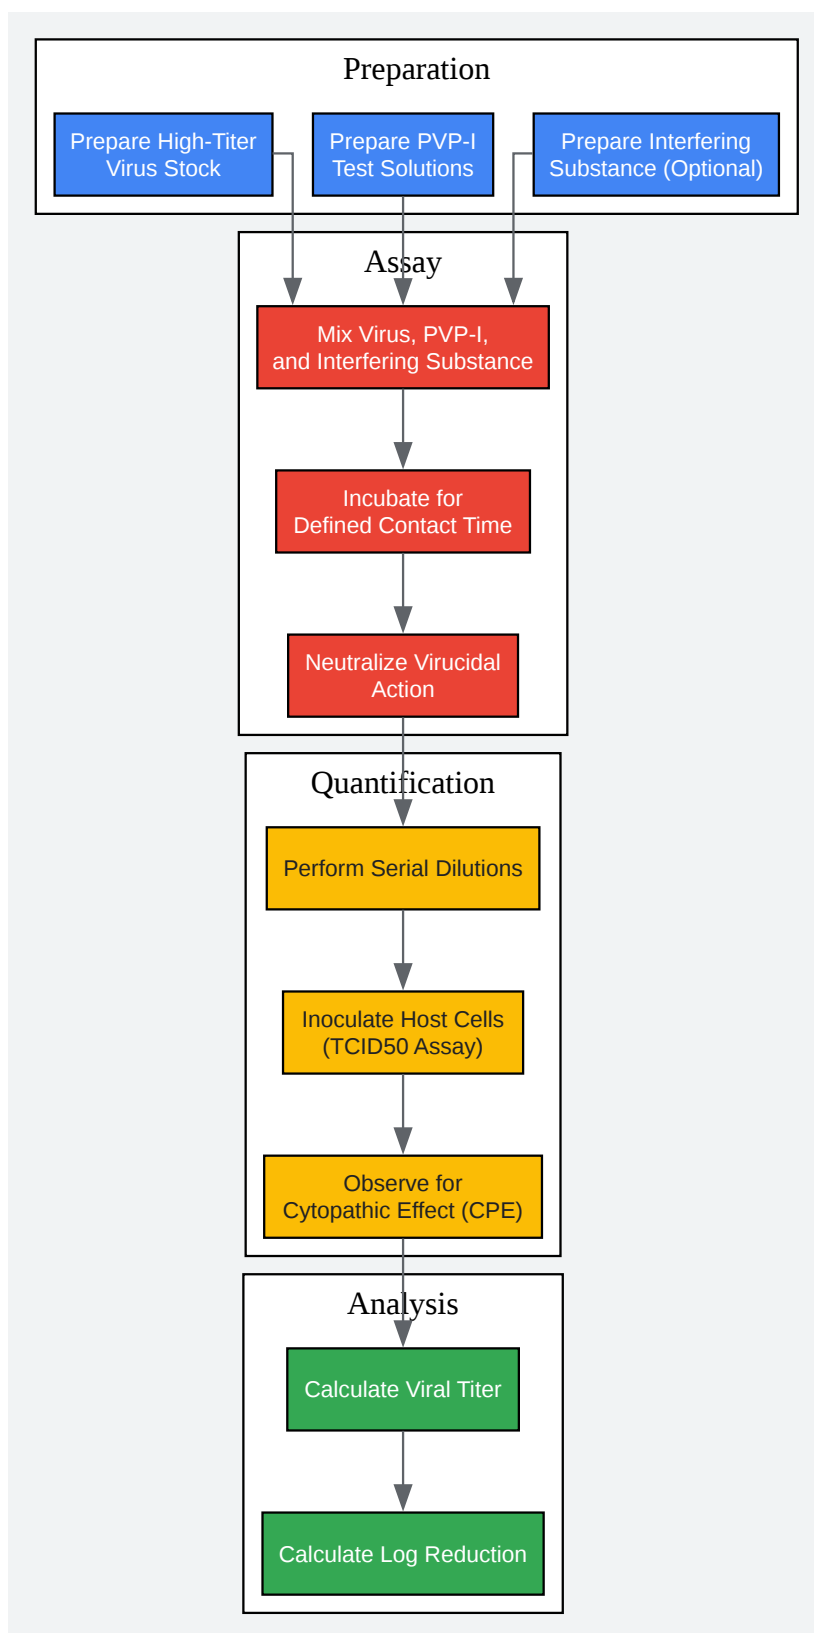 Preparation
Prepare High-Titer
Virus Stock
Prepare PVP-I
Test Solutions
Prepare Interfering
Substance (Optional)
Assay
Mix Virus, PVP-I,
and Interfering Substance
Incubate for
Defined Contact Time
Neutralize Virucidal
Action
Quantification
Perform Serial Dilutions
Inoculate Host Cells
(TCID50 Assay)
Observe for
Cytopathic Effect (CPE)
Analysis
Calculate Viral Titer
Calculate Log Reduction